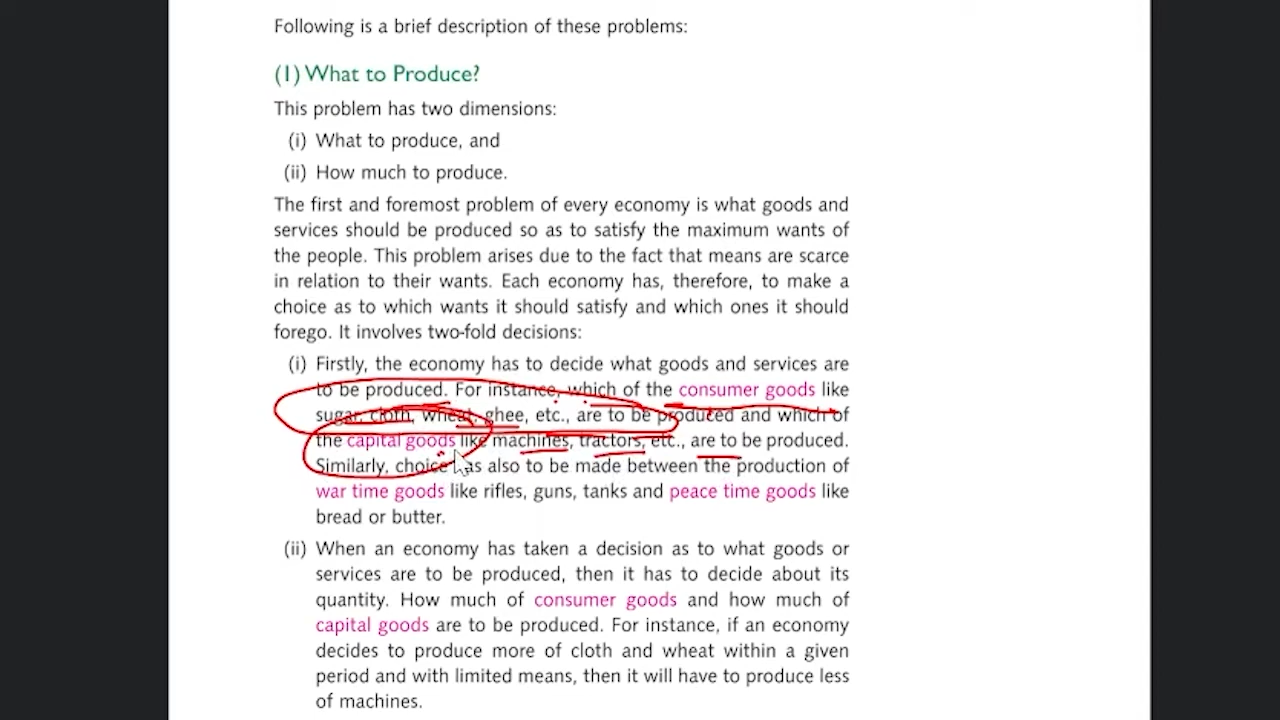 Following is a brief description of these problems:
(1) What to Produce?
This problem has two dimensions:
(i) What to produce, and
(ii) How much to produce.
The first and foremost problem of every economy is what goods and
services should be produced so as to satisfy the maximum wants of
the people. This problem arises due to the fact that means are scarce
in relation to their wants. Each economy has, therefore, to make a
choice as to which wants it should satisfy and which ones it should
forego. It involves two-fold decisions:
(i) Firstly, the economy has to decide what goods and services are
to be produced. For instance, which of the consumer goods like
sugar, cloth, wheat, ghee, etc., are to be produced and which of
the capital goods like machines, tractors, etc., are to be produced.
Similarly, choice has also to be made between the production of
war time goods like rifles, guns, tanks and peace time goods like
bread or butter.
(ii) When an economy has taken a decision as to what goods or
services are to be produced, then it has to decide about its
quantity. How much of consumer goods and how much of
capital goods are to be produced. For instance, if an economy
decides to produce more of cloth and wheat within a given
period and with limited means, then it will have to produce less
of machines.